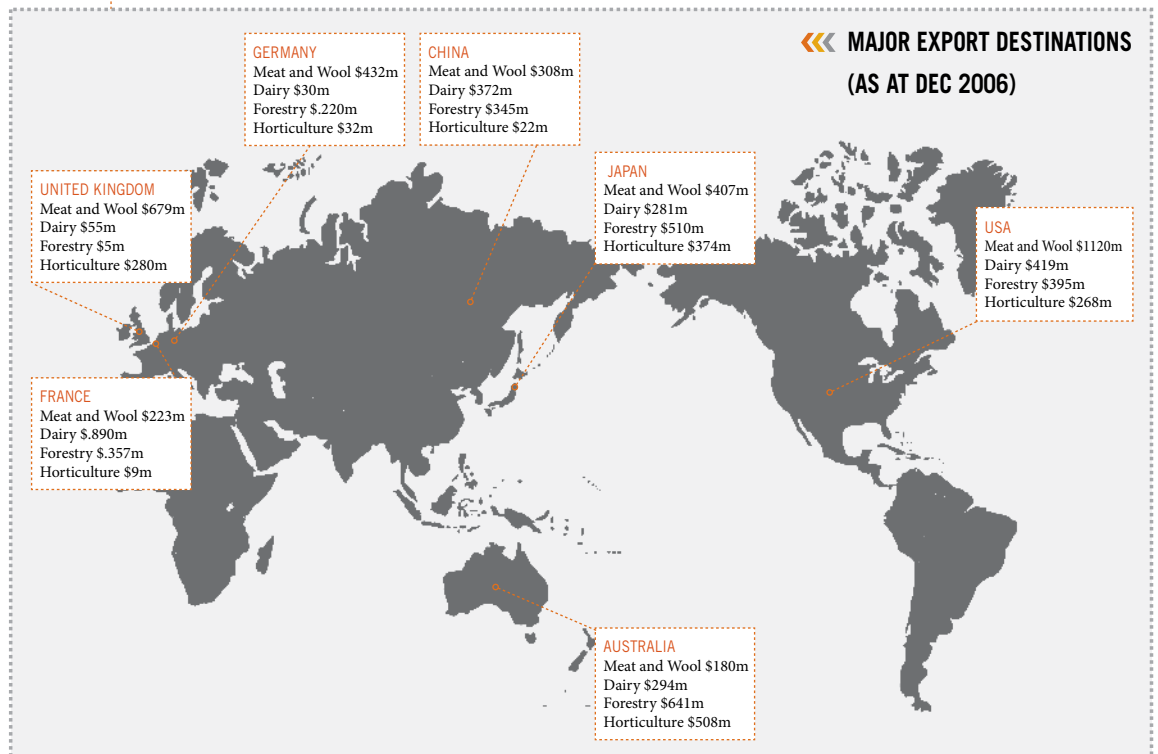 MAJOR EXPORT DESTINATIONS
(AS AT DEC 2006)
GERMANY
Meat and Wool $432m
Dairy $30m
Forestry $.220m
Horticulture $32m
CHINA
Meat and Wool $308m
Dairy $372m
Forestry $345m
Horticulture $22m
JAPAN
Meat and Wool $407m
Dairy $281m
Forestry $510m
Horticulture $374m
UNITED KINGDOM
Meat and Wool $679m
Dairy $55m
Forestry $5m
Horticulture $280m
USA
Meat and Wool $1120m
Dairy $419m
Forestry $395m
Horticulture $268m
FRANCE
Meat and Wool $223m
Dairy $.890m
Forestry $.357m
Horticulture $9m
AUSTRALIA
Meat and Wool $180m
Dairy $294m
Forestry $641m
Horticulture $508m